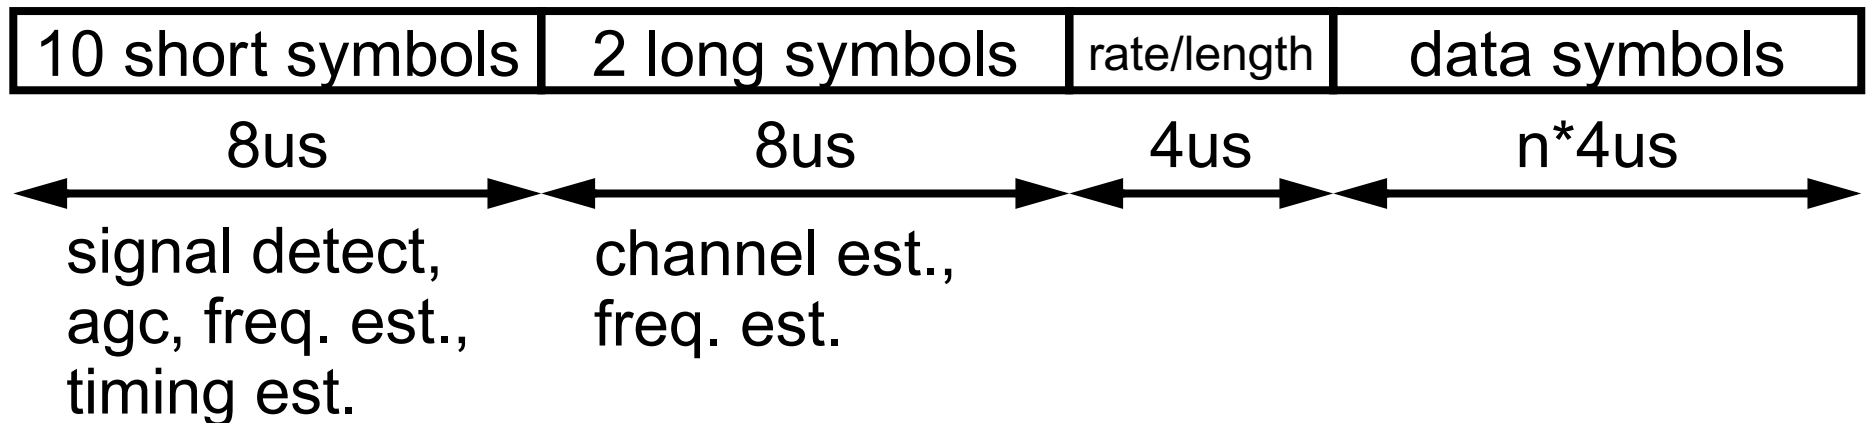 10 short symbols 2 long symbols rate/length data symbols
8us 8us 4us n*4us
signal detect,
agc, freq. est.,
timing est.
channel est.,
freq. est.